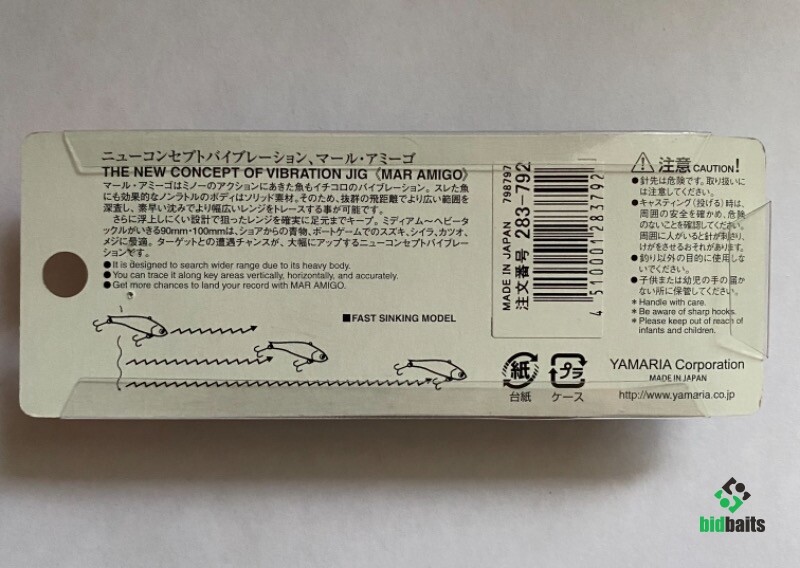 ニューコンセプトバイブレーション、マール・アミーゴ
THE NEW CONCEPT OF VIBRATION JIG《MAR AMIGO》
マール・アミーゴはミノーのアクションにあきた魚もイチコロのバイブレーション。スレた魚
にも効果的なノンラトルのボディはソリッド素材。そのため、抜群の飛距離でより広い範囲を
深査し、素早い沈みでより幅広いレンジをトレースする事が可能です。
さらに浮上しにくい設計で狙ったレンジを確実に足元までキープ。ミディアム〜ヘビータ
ックルがいきる90mm・100mmは、ショアからの青物、ボートゲームでのスズキ、シイラ、カツオ、
メジに最適。ターゲットとの遭遇チャンスが、大幅にアップするニューコンセプトバイブレー
ションです。
●It is designed to search wider range due to its heavy body.
●You can trace it along key areas vertically, horizontally, and accurately.
●Get more chances to land your record with MAR AMIGO.
■FAST SINKING MODEL
MADE IN JAPAN 798797
注文番号 283-792
4 510001 283792
紙
台紙
プラ
ケース
注意 CAUTION!
●針先は危険です。取り扱いに
は注意してください。
●キャスティング(投げる)時は、
周囲の安全を確かめ、危険
のないことを確認してください。
周囲に人がいると針が刺さり、
けがをさせるおそれがあります。
●釣り以外の目的に使用しな
いでください。
●子供または幼児の手の届か
ない所に保管してください。
* Handle with care.
* Be aware of sharp hooks.
* Please keep out of reach of
infants and children.
YAMARIA Corporation
MADE IN JAPAN
http://www.yamaria.co.jp
bidbaits